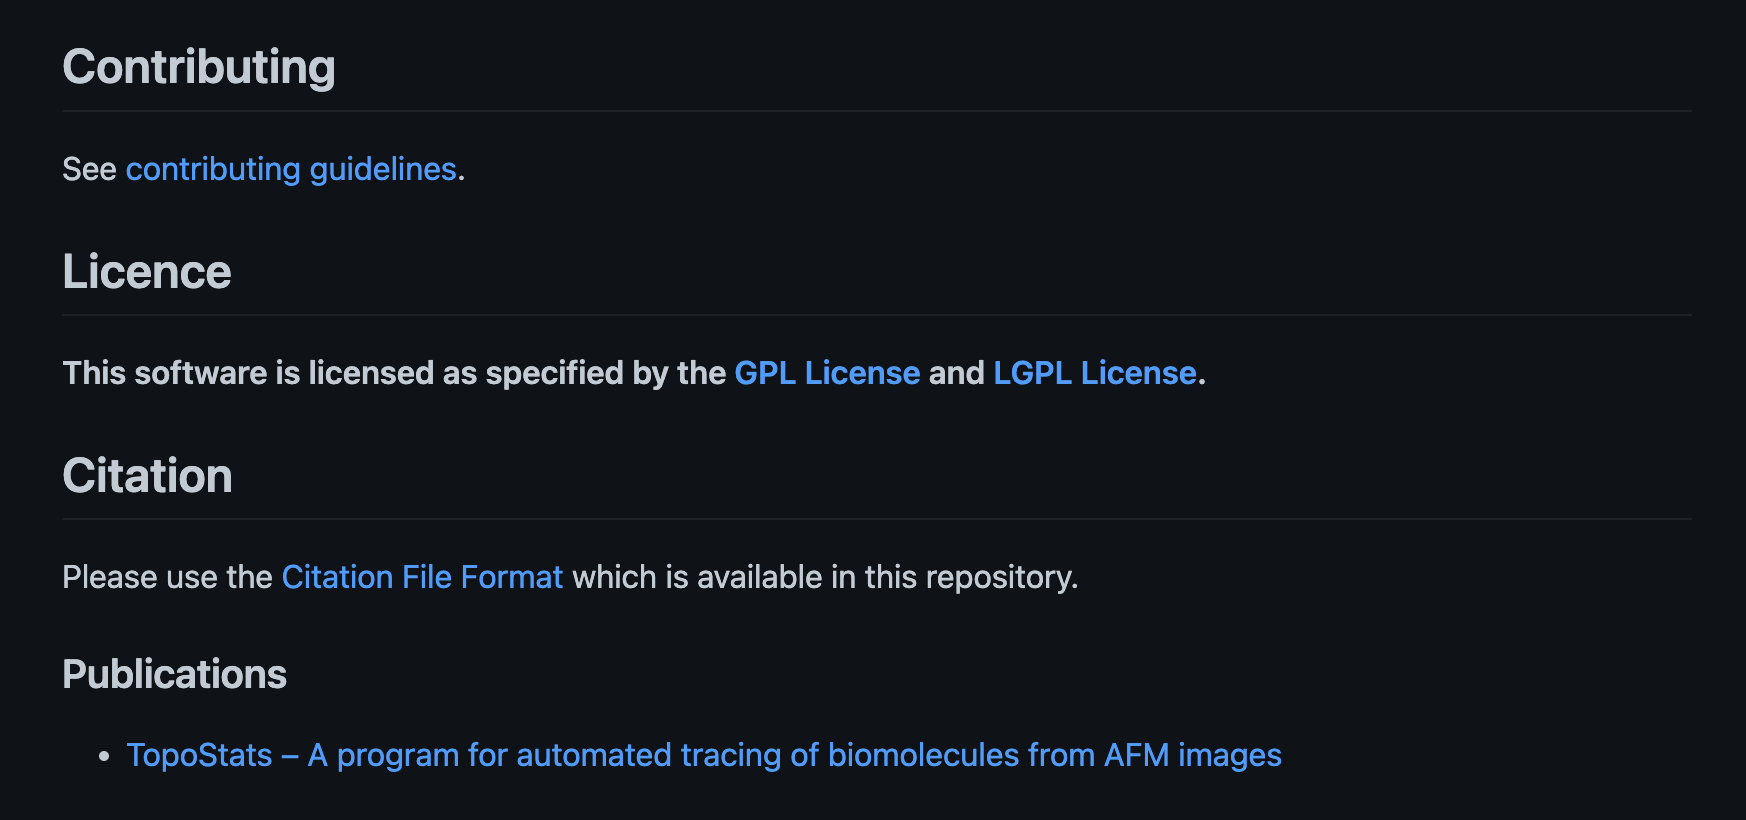 Contributing
See contributing guidelines.
Licence
This software is licensed as specified by the GPL License and LGPL License.
Citation
Please use the Citation File Format which is available in this repository.
Publications
• TopoStats – A program for automated tracing of biomolecules from AFM images